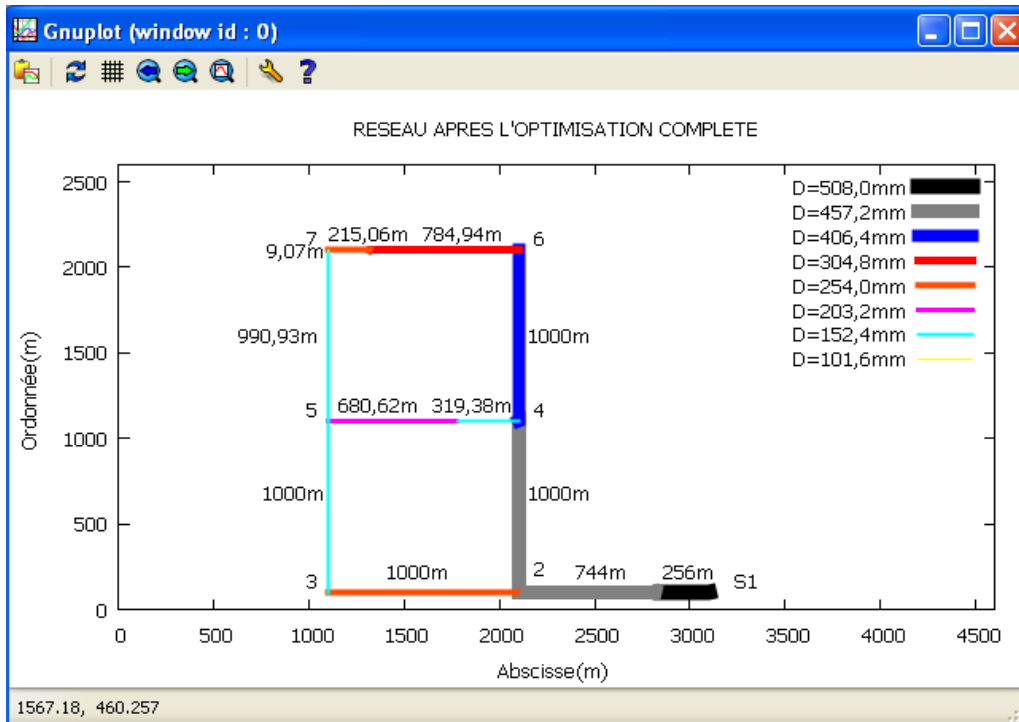 Gnuplot (window id : 0)
RESEAU APRES L'OPTIMISATION COMPLETE
2500
2000
1500
1000
500
0
Ordonnée(m)
0 500 1000 1500 2000 2500 3000 3500 4000 4500
Abscisse(m)
D=508,0mm
D=457,2mm
D=406,4mm
D=304,8mm
D=254,0mm
D=203,2mm
D=152,4mm
D=101,6mm
7 215,06m 784,94m 6
9,07m
990,93m 1000m
5 680,62m 319,38m 4
1000m 1000m
3 1000m 2 744m 256m S1
1567.18, 460.257